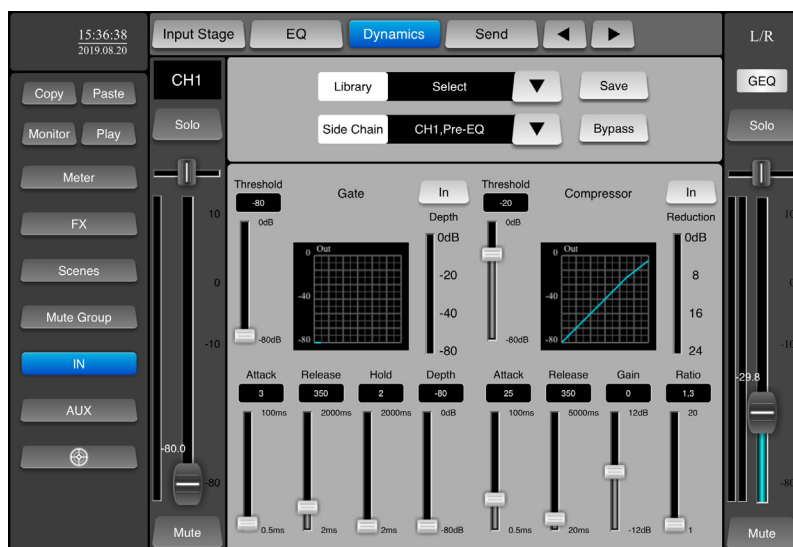 15:36:38
2019.08.20
Input Stage
EQ
Dynamics
Send
L/R
Copy
Paste
Monitor
Play
Meter
FX
Scenes
Mute Group
IN
AUX
CH1
Solo
10
0
-10
-80.0
-80
Mute
Library
Select
Save
Side Chain
CH1,Pre-EQ
Bypass
Threshold
-80
0dB
-80dB
Gate
In
Depth
0dB
-20
-40
-80
Out
0
-40
-80
Attack
3
100ms
0.5ms
Release
350
2000ms
2ms
Hold
2
2000ms
2ms
Depth
-80
0dB
-80dB
Threshold
-20
0dB
-80dB
Compressor
In
Reduction
0dB
8
16
24
Out
0
-40
-80
Attack
25
100ms
0.5ms
Release
350
5000ms
20ms
Gain
0
12dB
-12dB
Ratio
1,3
20
1
GEQ
Solo
-29.8
Mute